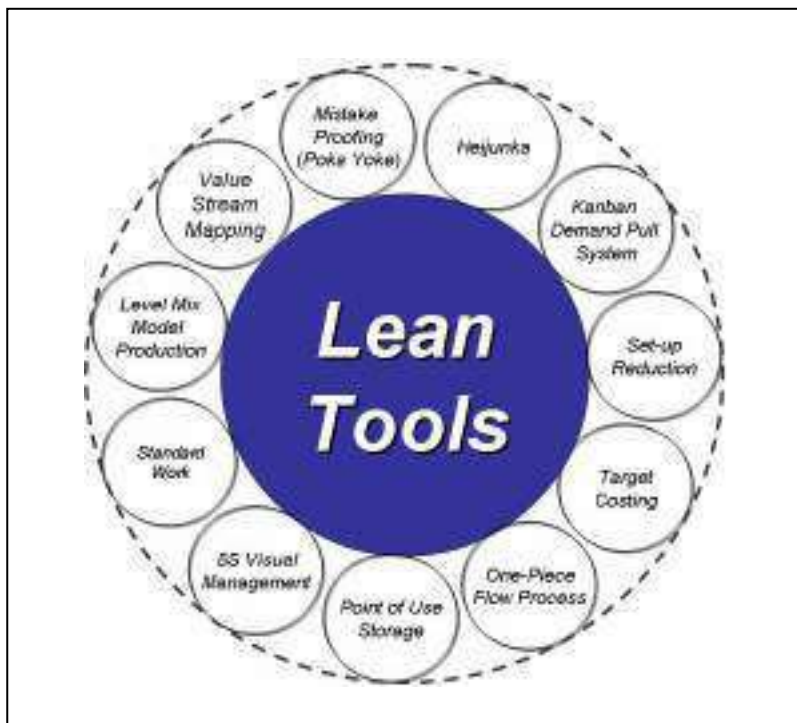 Lean
Tools
Mistake
Proofing
(Poka Yoke)
Heijunka
Kanban
Demand Pull
System
Set-up
Reduction
Target
Costing
One-Piece
Flow Process
Point of Use
Storage
5S Visual
Management
Standard
Work
Level Mix
Model
Production
Value
Stream
Mapping